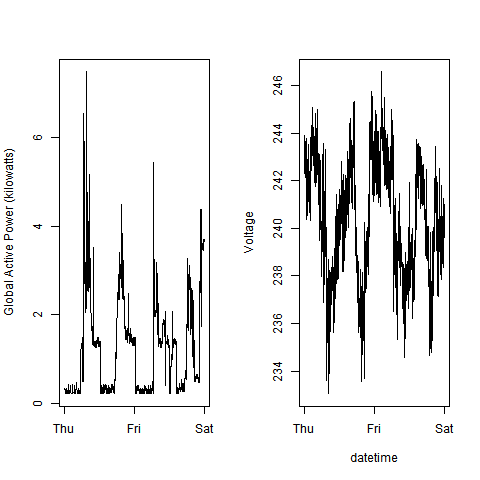 Global Active Power (kilowatts)
0
2
4
6
Thu
Fri
Sat
Voltage
234
236
238
240
242
244
246
Thu
Fri
Sat
datetime